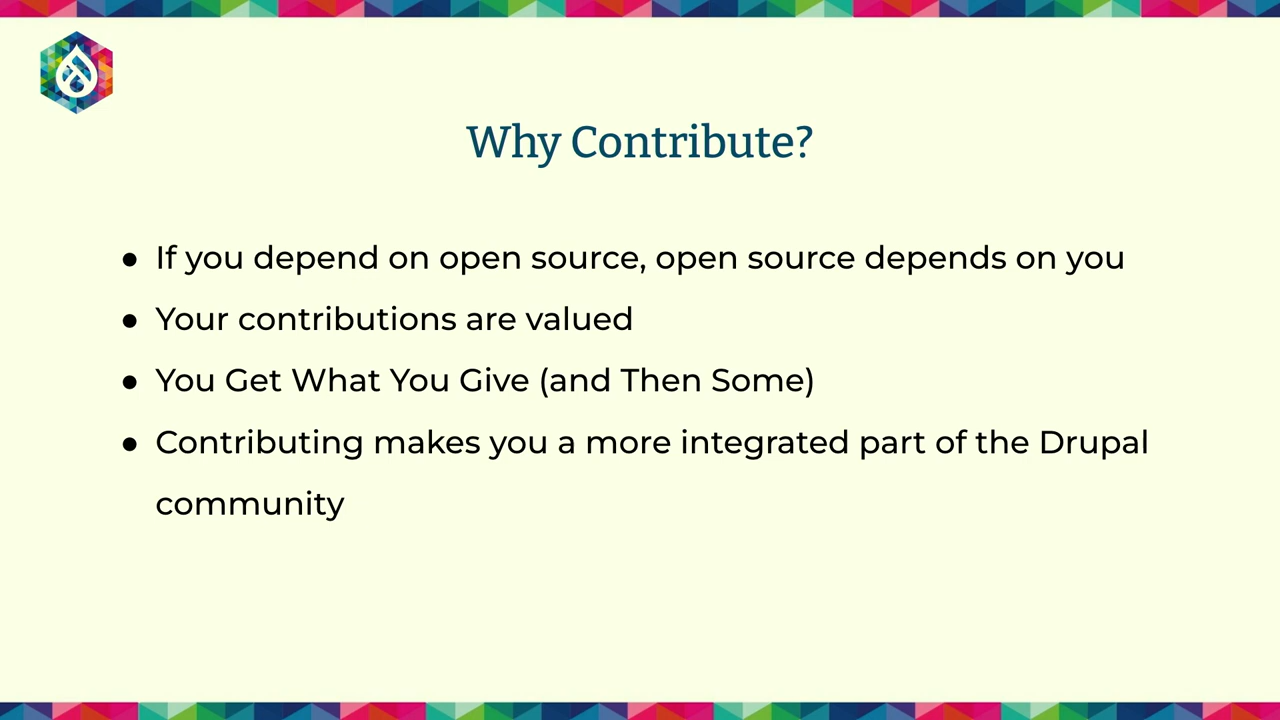 Why Contribute?
● If you depend on open source, open source depends on you
● Your contributions are valued
● You Get What You Give (and Then Some)
● Contributing makes you a more integrated part of the Drupal
community